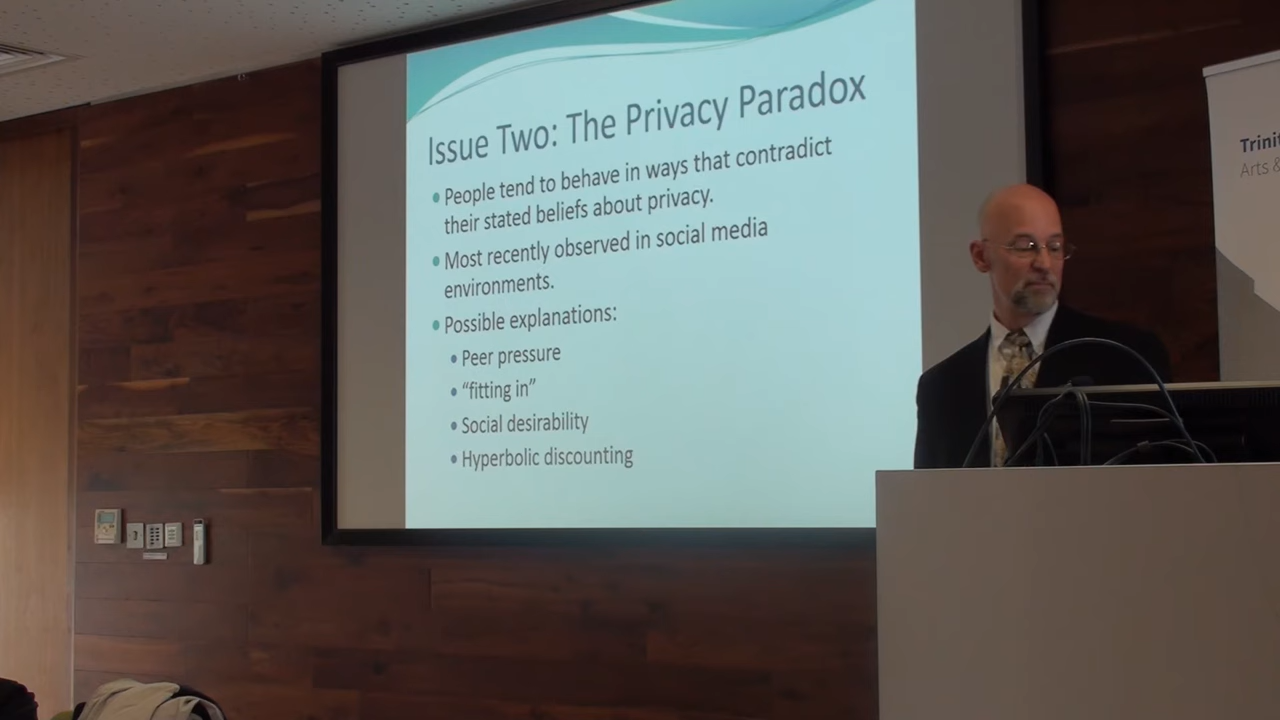 Issue Two: The Privacy Paradox
• People tend to behave in ways that contradict
their stated beliefs about privacy.
• Most recently observed in social media
environments.
• Possible explanations:
• Peer pressure
• “fitting in”
• Social desirability
• Hyperbolic discounting
Arts &